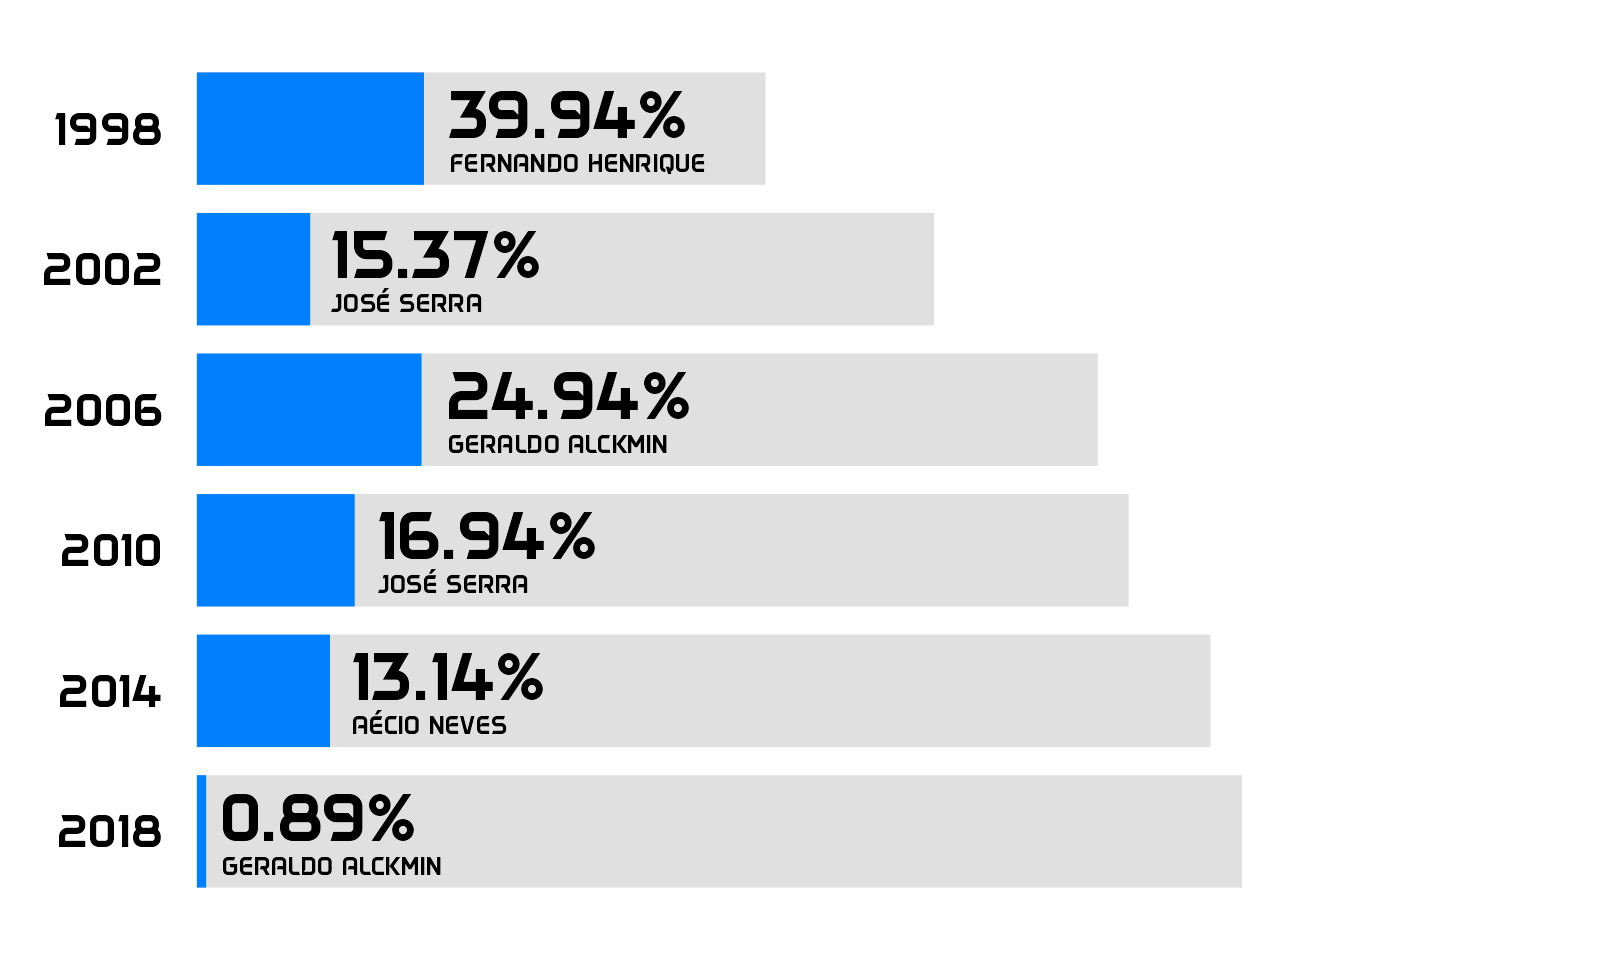 1998
39.94%
FERNANDO HENRIQUE
2002
15.37%
JOSÉ SERRA
2006
24.94%
GERALDO ALCKMIN
2010
16.94%
JOSÉ SERRA
2014
13.14%
AÉCIO NEVES
2018
0.89%
GERALDO ALCKMIN